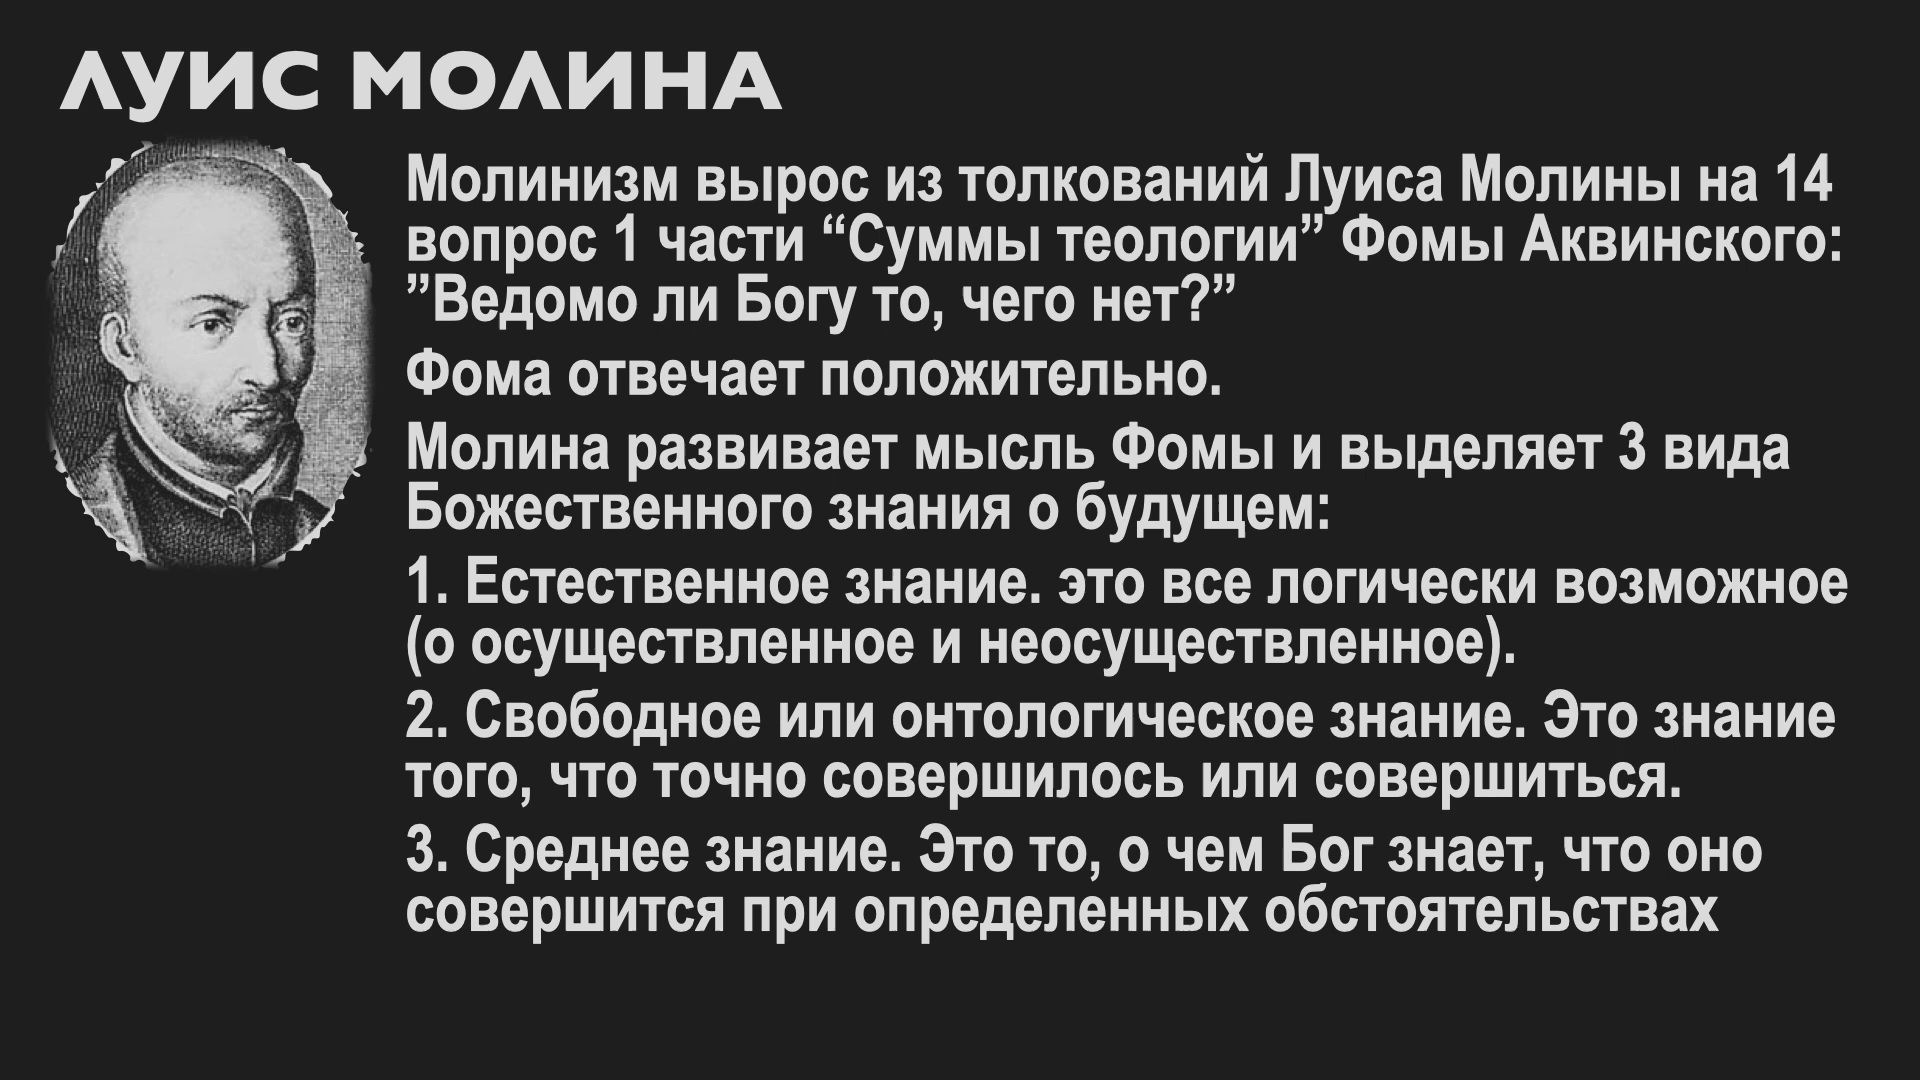 ЛУИС МОЛИНА
Молинизм вырос из толкований Луиса Молины на 14
вопрос 1 части “Суммы теологии” Фомы Аквинского:
”Ведомо ли Богу то, чего нет?”
Фома отвечает положительно.
Молина развивает мысль Фомы и выделяет 3 вида
Божественного знания о будущем:
1. Естественное знание. это все логически возможное
(о осуществленное и неосуществленное).
2. Свободное или онтологическое знание. Это знание
того, что точно совершилось или совершиться.
3. Среднее знание. Это то, о чем Бог знает, что оно
совершится при определенных обстоятельствах